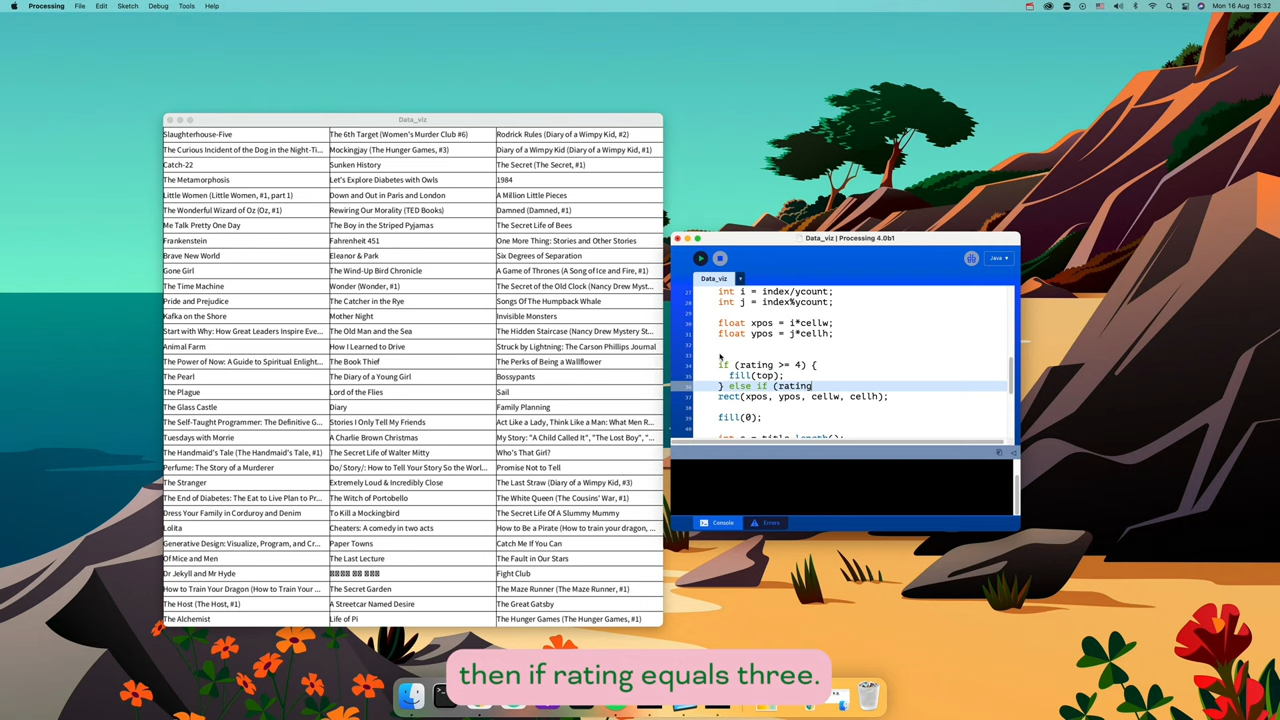 Processing File Edit Sketch Debug Tools Help
Mon 16 Aug 16:32
Data_viz
Slaughterhouse-Five
The 6th Target (Women's Murder Club #6)
Rodrick Rules (Diary of a Wimpy Kid, #2)
The Curious Incident of the Dog in the Night-Ti...
Mockingjay (The Hunger Games, #3)
Diary of a Wimpy Kid (Diary of a Wimpy Kid, #1)
Catch-22
Sunken History
The Secret (The Secret, #1)
The Metamorphosis
Let's Explore Diabetes with Owls
1984
Little Women (Little Women, #1, part 1)
Down and Out in Paris and London
A Million Little Pieces
The Wonderful Wizard of Oz (Oz, #1)
Rewiring Our Morality (TED Books)
Damned (Damned, #1)
Me Talk Pretty One Day
The Boy in the Striped Pyjamas
The Secret Life of Bees
Frankenstein
Fahrenheit 451
One More Thing: Stories and Other Stories
Brave New World
Eleanor & Park
Six Degrees of Separation
Gone Girl
The Wind-Up Bird Chronicle
A Game of Thrones (A Song of Ice and Fire, #1)
The Time Machine
Wonder (Wonder, #1)
The Secret of the Old Clock (Nancy Drew Myst...
Pride and Prejudice
The Catcher in the Rye
Songs Of The Humpback Whale
Kafka on the Shore
Mother Night
Invisible Monsters
Start with Why: How Great Leaders Inspire Eve...
The Old Man and the Sea
The Hidden Staircase (Nancy Drew Mystery St...
Animal Farm
How I Learned to Drive
Struck by Lightning: The Carson Phillips Journal
The Power of Now: A Guide to Spiritual Enlight...
The Book Thief
The Perks of Being a Wallflower
The Pearl
The Diary of a Young Girl
Bossypants
The Plague
Lord of the Flies
Sail
The Glass Castle
Diary
Family Planning
The Self-Taught Programmer: The Definitive G...
Stories I Only Tell My Friends
Act Like a Lady, Think Like a Man: What Men R...
Tuesdays with Morrie
A Charlie Brown Christmas
My Story: "A Child Called It", "The Lost Boy", "...
The Handmaid's Tale (The Handmaid's Tale, #1)
The Secret Life of Walter Mitty
Who's That Girl?
Perfume: The Story of a Murderer
Do/ Story/: How to Tell Your Story So the Worl...
Promise Not to Tell
The Stranger
Extremely Loud & Incredibly Close
The Last Straw (Diary of a Wimpy Kid, #3)
The End of Diabetes: The Eat to Live Plan to Pr...
The Witch of Portobello
The White Queen (The Cousins' War, #1)
Dress Your Family in Corduroy and Denim
To Kill a Mockingbird
The Secret Life Of A Slummy Mummy
Lolita
Cheaters: A comedy in two acts
How to Be a Pirate (How to train your dragon, ...
Generative Design: Visualize, Program, and Cr...
Paper Towns
Catch Me If You Can
Of Mice and Men
The Last Lecture
The Fault in Our Stars
Dr Jekyll and Mr Hyde
Fight Club
How to Train Your Dragon (How to Train Your ...
The Secret Garden
The Maze Runner (The Maze Runner, #1)
The Host (The Host, #1)
A Streetcar Named Desire
The Great Gatsby
The Alchemist
Life of Pi
The Hunger Games (The Hunger Games, #1)
Data_viz | Processing 4.0b1
Java
Data_viz
27 int i = index/ycount;
28 int j = index%ycount;
29
30 float xpos = i*cellw;
31 float ypos = j*cellh;
32
33
34 if (rating >= 4) {
35 fill(top);
36 } else if (rating
37 rect(xpos, ypos, cellw, cellh);
38
39 fill(0);
Console Errors
then if rating equals three.